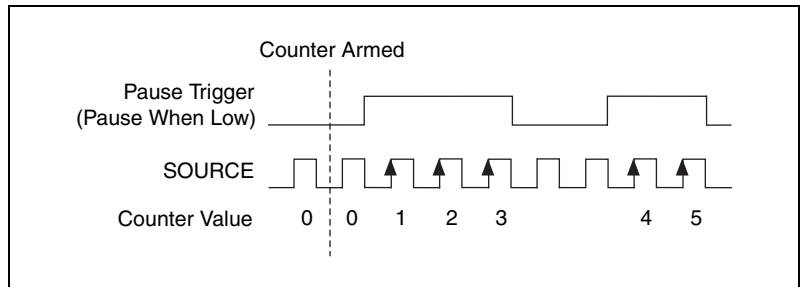 Counter Armed
Pause Trigger
(Pause When Low)
SOURCE
Counter Value 0 0 1 2 3 4 5